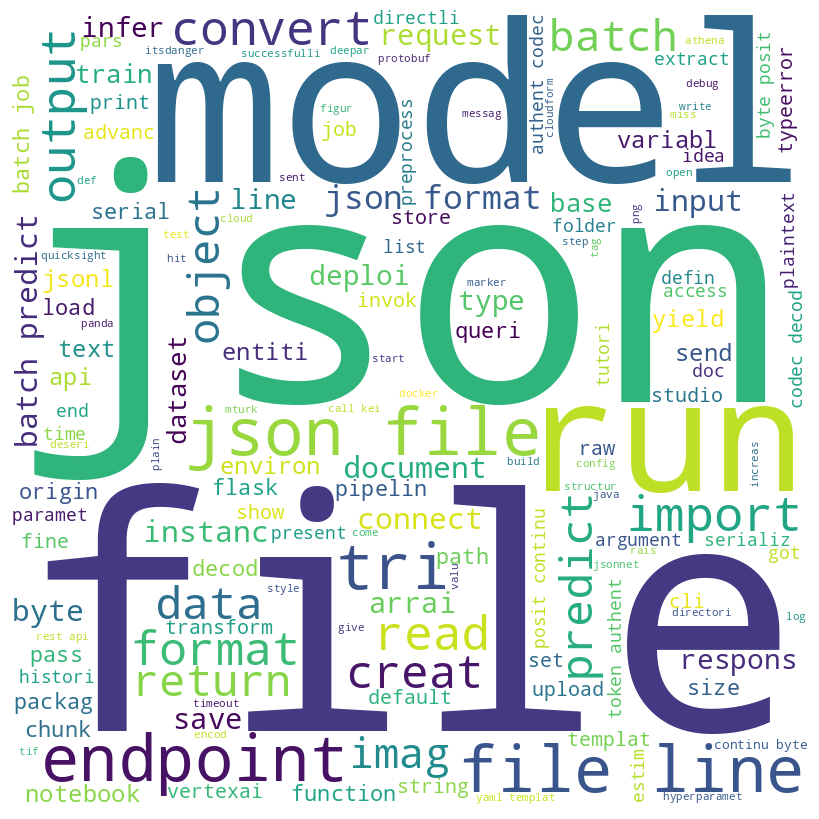 infer
convert
directli
request
batch
athena
pars
itsdanger
successfulli
deepar
protobuf
extract
train
model
output
print
advanc
batch job
def
figur
job
preprocess
messag
authent codec
cloudform
debug
write
miss
variabl
idea
open
byte posit
typeerror
sent
serial
object
line
json format
store
base
folder
input
png
plaintext
cloud
test
hit
quicksight
batch predict
jsonl
load
panda
text
api
end
time
deseri
list
step
tag
json
deploi
invok
marker
type
queri
defin
access
yield
send
doc
studio
tutori
codec decod
entiti
start
dataset
mturk
call kei
docker
json file
run
environ
document
build
raw
config
increas
plain
origin
flask
pipelin
structur
java
paramet
show
import
fine
instanc
present
come
connect
argument
serializ
file
tri
predict
rais
jsonnet
got
decod
path
valu
posit continu
cli
directori
log
byte
data
style
arrai
token authent
rest api
transform
give
read
pass
format
respons
histori
return
creat
set
size
packag
default
upload
chunk
save
timeout
encod
templat
continu byte
tif
endpoint
imag
file line
estim
notebook
vertexai
function
string
yaml templat
hyperparamet